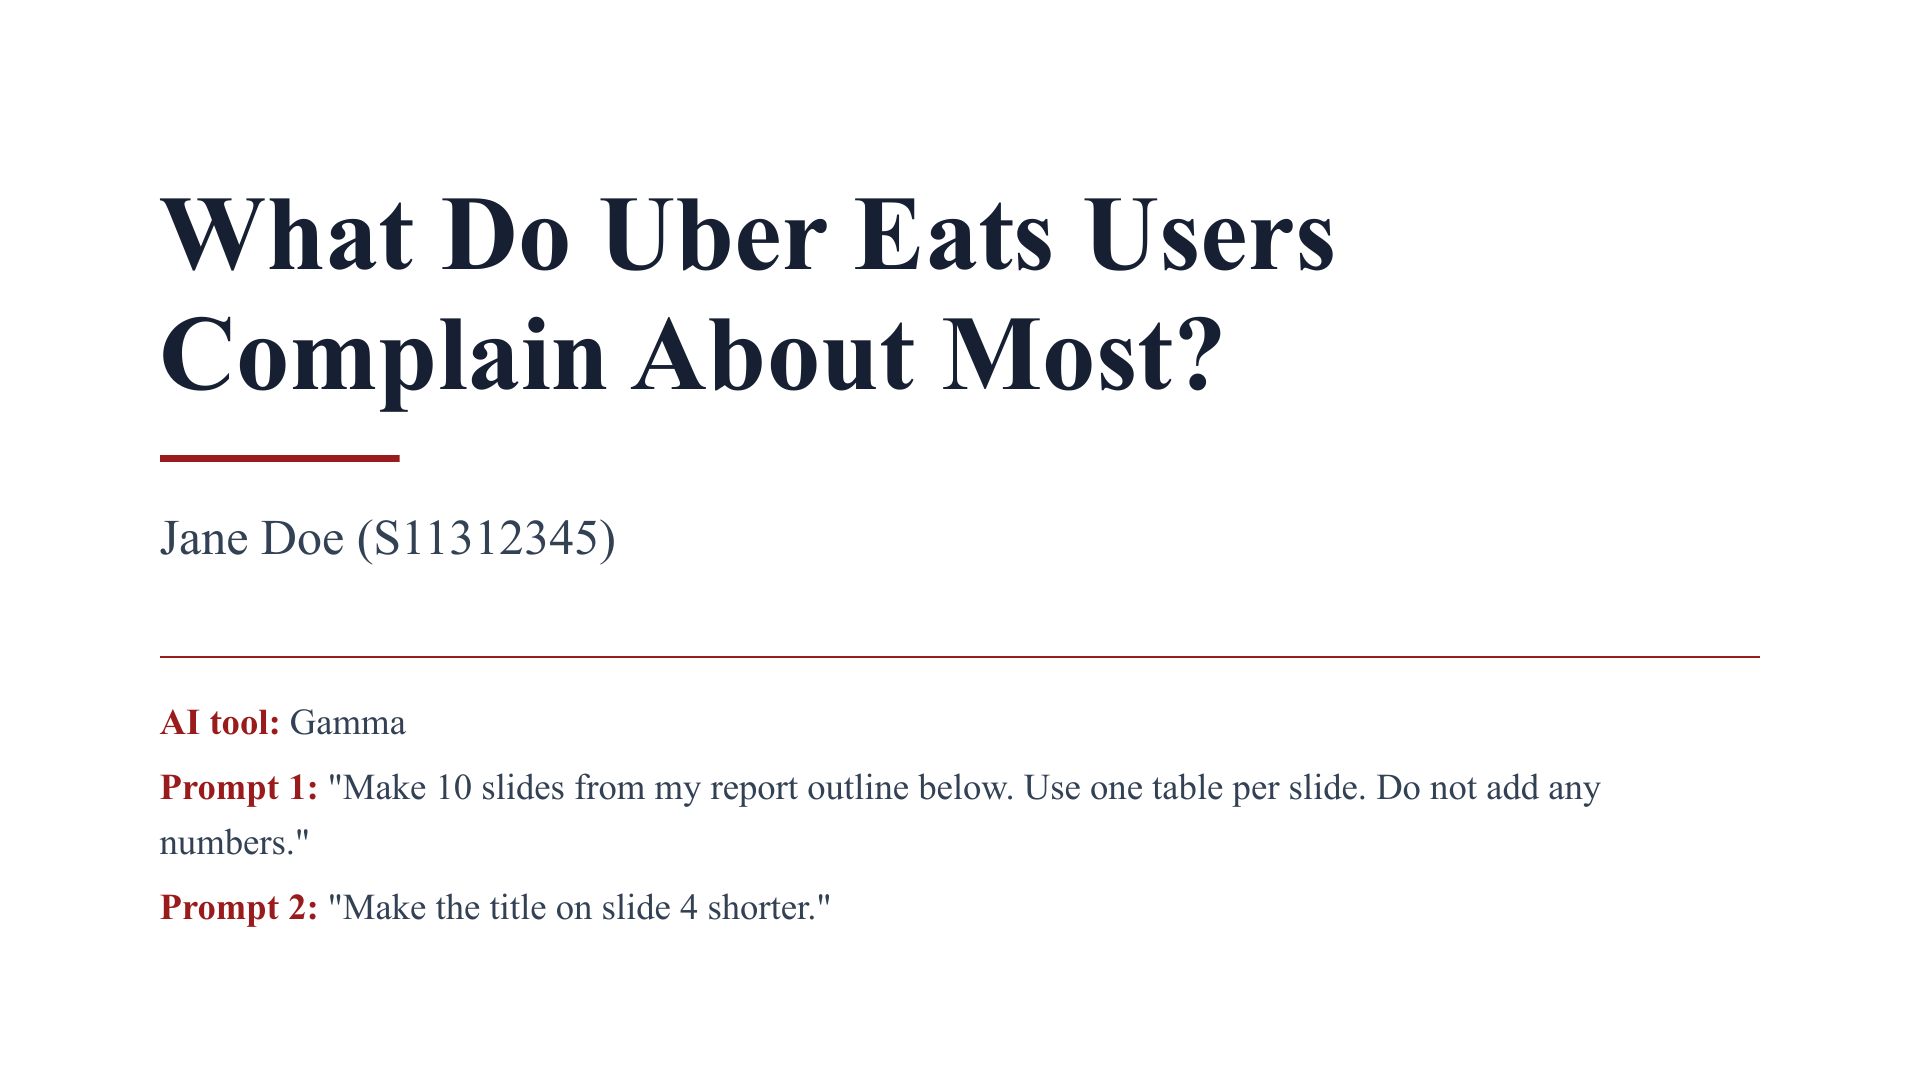 What Do Uber Eats Users
Complain About Most?
Jane Doe (S11312345)
AI tool: Gamma
Prompt 1: "Make 10 slides from my report outline below. Use one table per slide. Do not add any
numbers."
Prompt 2: "Make the title on slide 4 shorter."